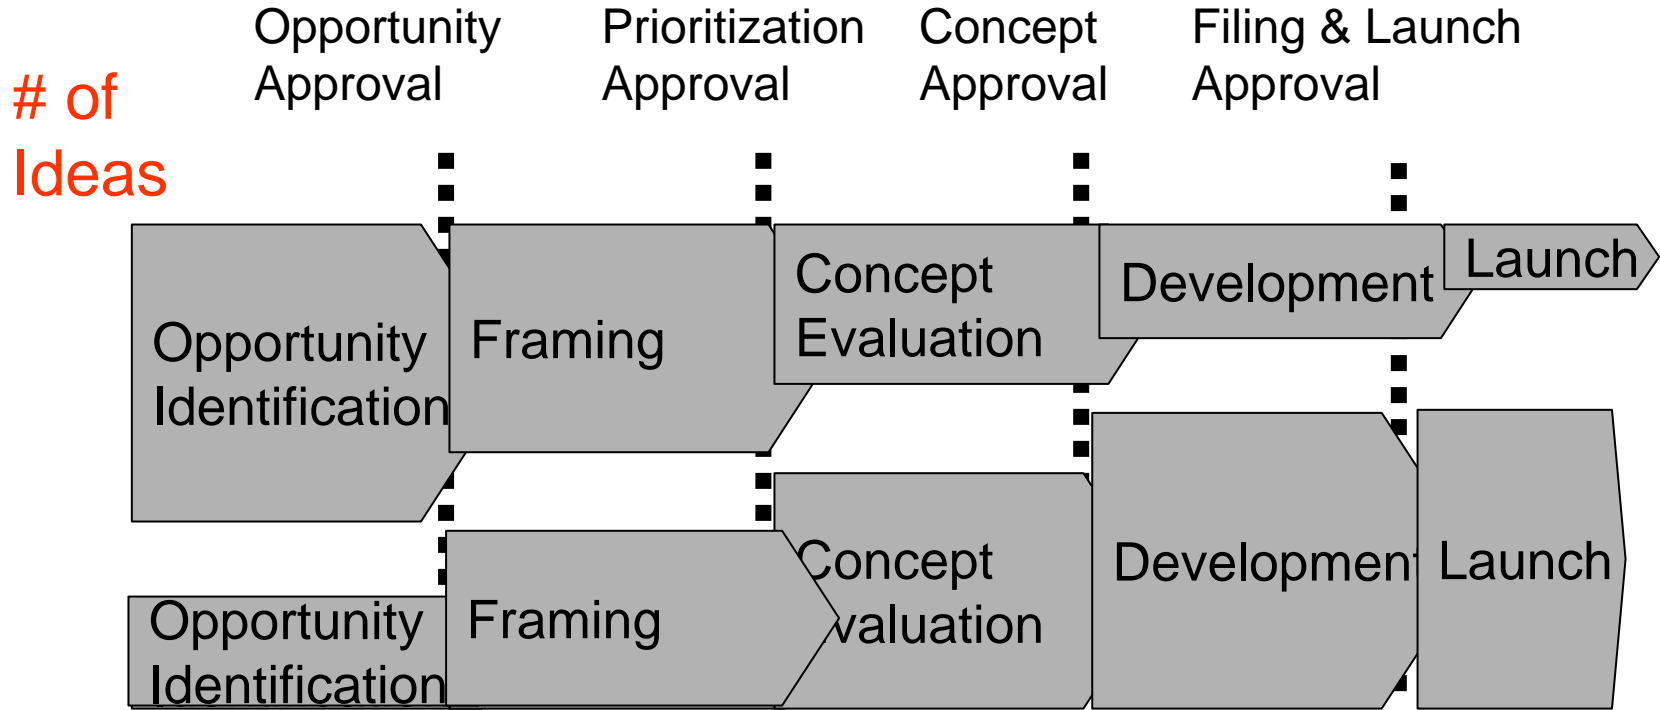 Opportunity
Approval
Prioritization
Approval
Concept
Approval
Filing & Launch
Approval
# of
Ideas
Opportunity
Identification
Framing
Concept
Evaluation
Development
Launch
Opportunity
Identification
Framing
Concept
valuation
Development
Launch